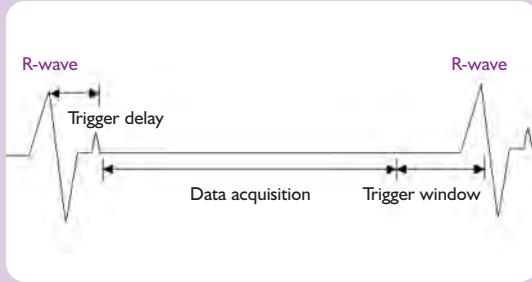 R-wave
R-wave
Trigger delay
Data acquisition
Trigger window